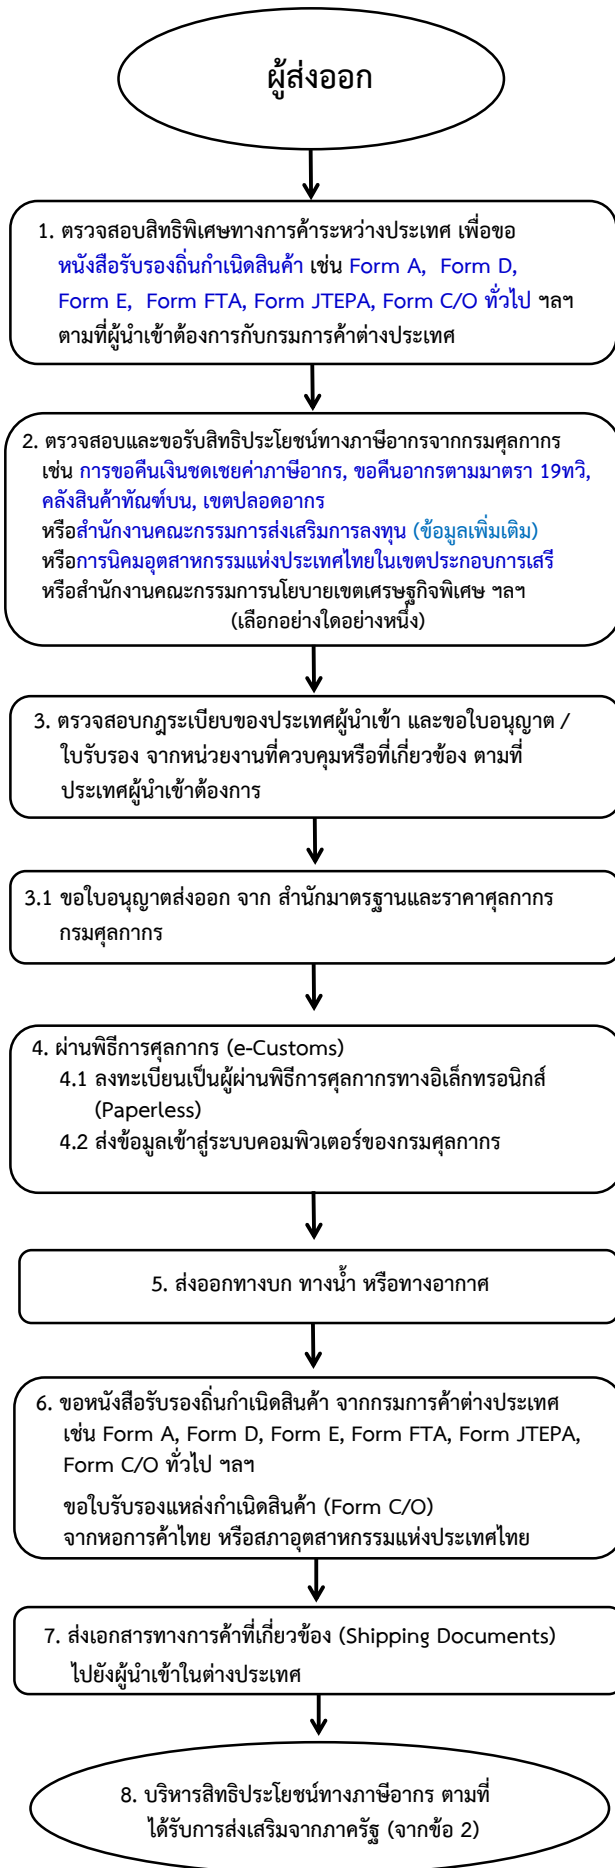 ผู้ส่งออก
1. ตรวจสอบสิทธิพิเศษทางการค้าระหว่างประเทศ เพื่อขอ
หนังสือรับรองถิ่นกำเนิดสินค้า เช่น Form A, Form D,
Form E, Form FTA, Form JTEPA, Form C/O ทั่วไป ฯลฯ
ตามที่ผู้นำเข้าต้องการกับกรมการค้าต่างประเทศ
2. ตรวจสอบและขอรับสิทธิประโยชน์ทางภาษีอากรจากกรมศุลกากร
เช่น การขอคืนเงินชดเชยค่าภาษีอากร, ขอคืนอากรตามมาตรา 19ทวิ,
คลังสินค้าทัณฑ์บน, เขตปลอดอากร
หรือสำนักงานคณะกรรมการส่งเสริมการลงทุน (ข้อมูลเพิ่มเติม)
หรือการนิคมอุตสาหกรรมแห่งประเทศไทยในเขตประกอบการเสรี
หรือสำนักงานคณะกรรมการนโยบายเขตเศรษฐกิจพิเศษ ฯลฯ
(เลือกอย่างใดอย่างหนึ่ง)
3. ตรวจสอบกฎระเบียบของประเทศผู้นำเข้า และขอใบอนุญาต /
ใบรับรอง จากหน่วยงานที่ควบคุมหรือที่เกี่ยวข้อง ตามที่
ประเทศผู้นำเข้าต้องการ
3.1 ขอใบอนุญาตส่งออก จาก สำนักมาตรฐานและราคาศุลกากร
กรมศุลกากร
4. ผ่านพิธีการศุลกากร (e-Customs)
4.1 ลงทะเบียนเป็นผู้ผ่านพิธีการศุลกากรทางอิเล็กทรอนิกส์
(Paperless)
4.2 ส่งข้อมูลเข้าสู่ระบบคอมพิวเตอร์ของกรมศุลกากร
5. ส่งออกทางบก ทางน้ำ หรือทางอากาศ
6. ขอหนังสือรับรองถิ่นกำเนิดสินค้า จากกรมการค้าต่างประเทศ
เช่น Form A, Form D, Form E, Form FTA, Form JTEPA,
Form C/O ทั่วไป ฯลฯ
ขอใบรับรองแหล่งกำเนิดสินค้า (Form C/O)
จากหอการค้าไทย หรือสภาอุตสาหกรรมแห่งประเทศไทย
7. ส่งเอกสารทางการค้าที่เกี่ยวข้อง (Shipping Documents)
ไปยังผู้นำเข้าในต่างประเทศ
8. บริหารสิทธิประโยชน์ทางภาษีอากร ตามที่
ได้รับการส่งเสริมจากภาครัฐ (จากข้อ 2)